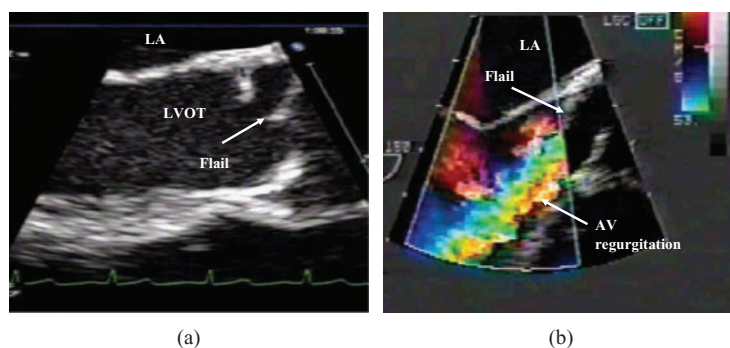 LA
LVOT
Flail
(a)
LA
Flail
AV
regurgitation
(b)